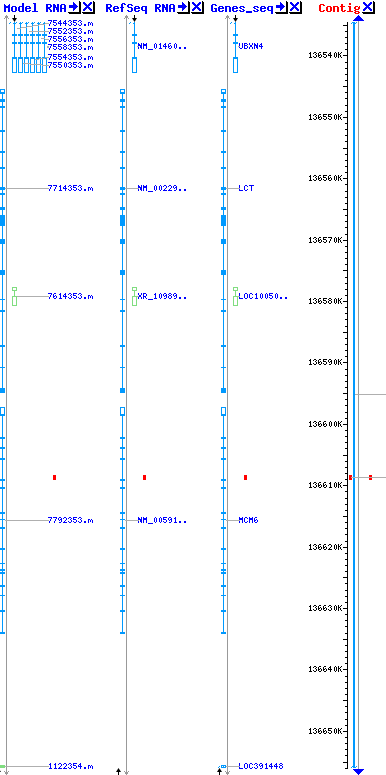 Model RNA RefSeq RNA Genes_seq Contig
7544353.m
7552353.m
7556353.m
7558353.m NM_01460.. UBXN4
7554353.m 136540K
7550353.m
136550K
136560K
7714353.m NM_00229.. LCT
136570K
7614353.m XR_10989.. LOC10050..
136580K
136590K
136600K
136610K
7792353.m NM_00591.. MCM6
136620K
136630K
136640K
136650K
1122354.m LOC391448